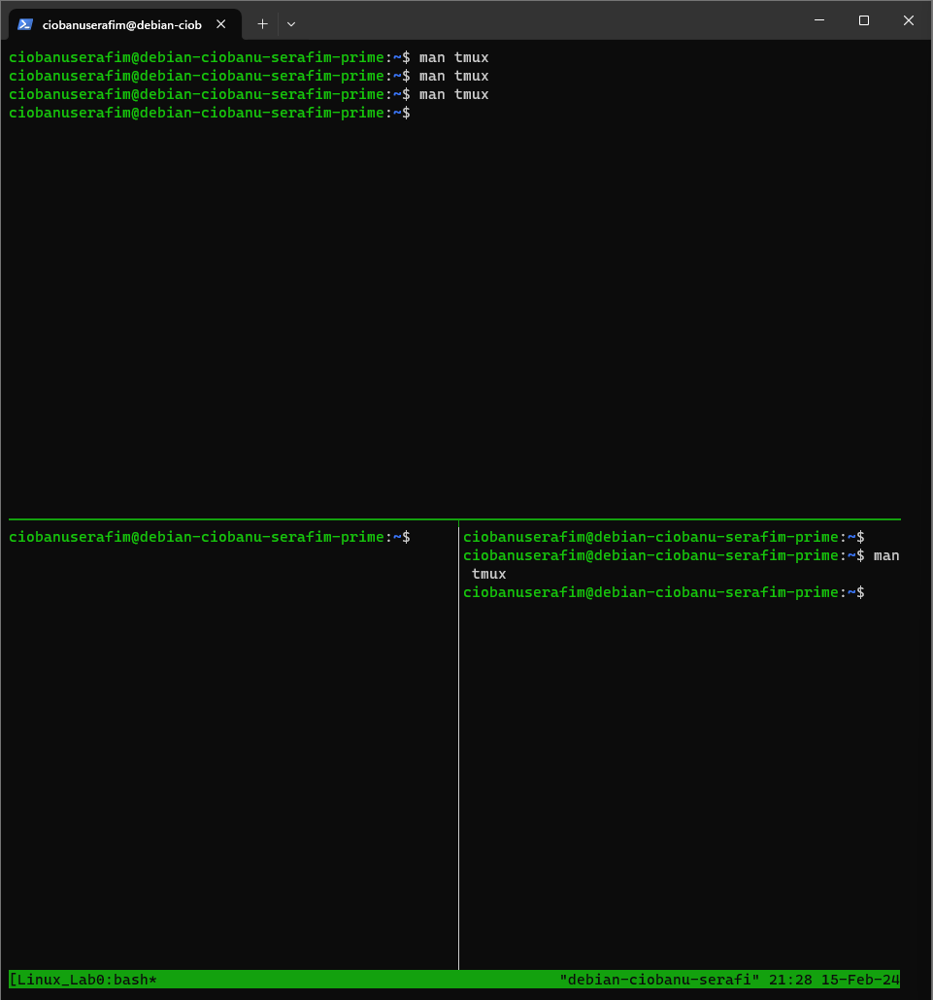 ciobanuserafim@debian-ciob
ciobanuserafim@debian-ciobanu-serafim-prime:~$ man tmux
ciobanuserafim@debian-ciobanu-serafim-prime:~$ man tmux
ciobanuserafim@debian-ciobanu-serafim-prime:~$ man tmux
ciobanuserafim@debian-ciobanu-serafim-prime:~$
ciobanuserafim@debian-ciobanu-serafim-prime:~$
ciobanuserafim@debian-ciobanu-serafim-prime:~$
ciobanuserafim@debian-ciobanu-serafim-prime:~$ man
tmux
ciobanuserafim@debian-ciobanu-serafim-prime:~$
[Linux_Lab0:bash* "debian-ciobanu-serafi" 21:28 15-Feb-24